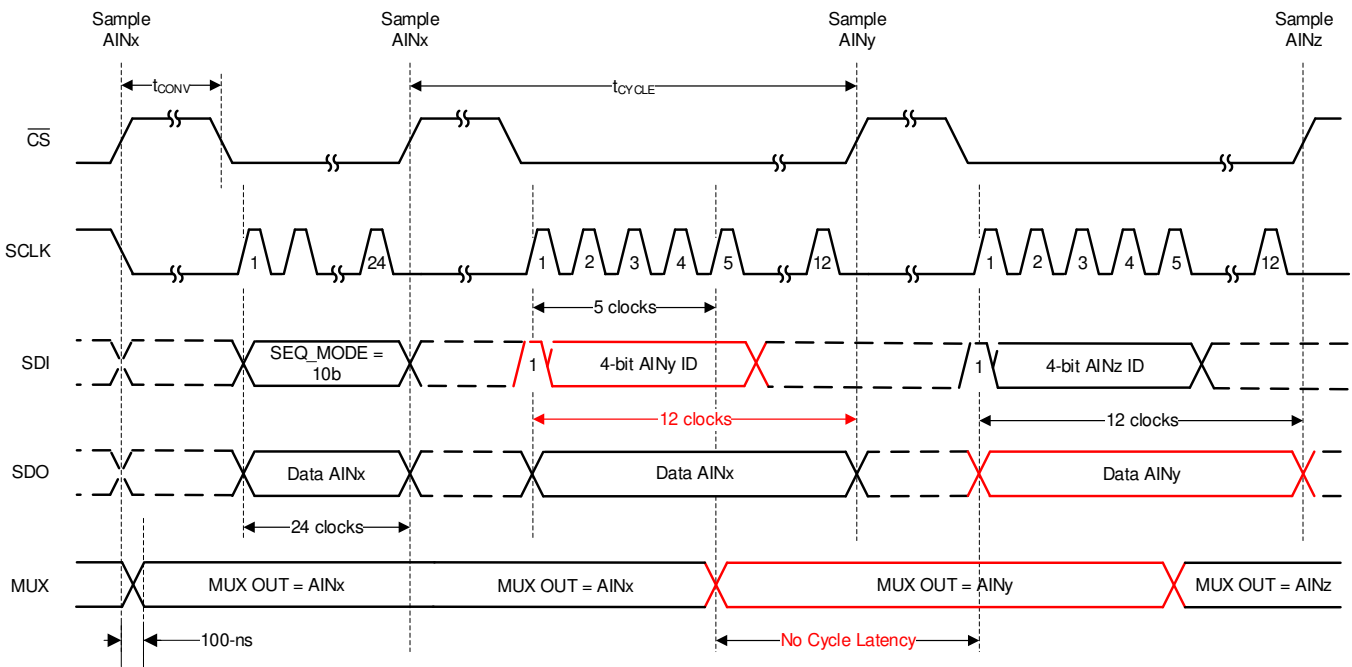 Sample
AINx
Sample
AINx
Sample
AINy
Sample
AINz
tCONV
tCYCLE
CS
SCLK
1
24
1
2
3
4
5
12
1
2
3
4
5
12
5 clocks
SDI
SEQ_MODE =
10b
1
4-bit AINy ID
1
4-bit AINz ID
12 clocks
12 clocks
SDO
Data AINx
Data AINx
Data AINy
24 clocks
MUX
MUX OUT = AINx
MUX OUT = AINx
MUX OUT = AINy
MUX OUT = AINz
100-ns
No Cycle Latency